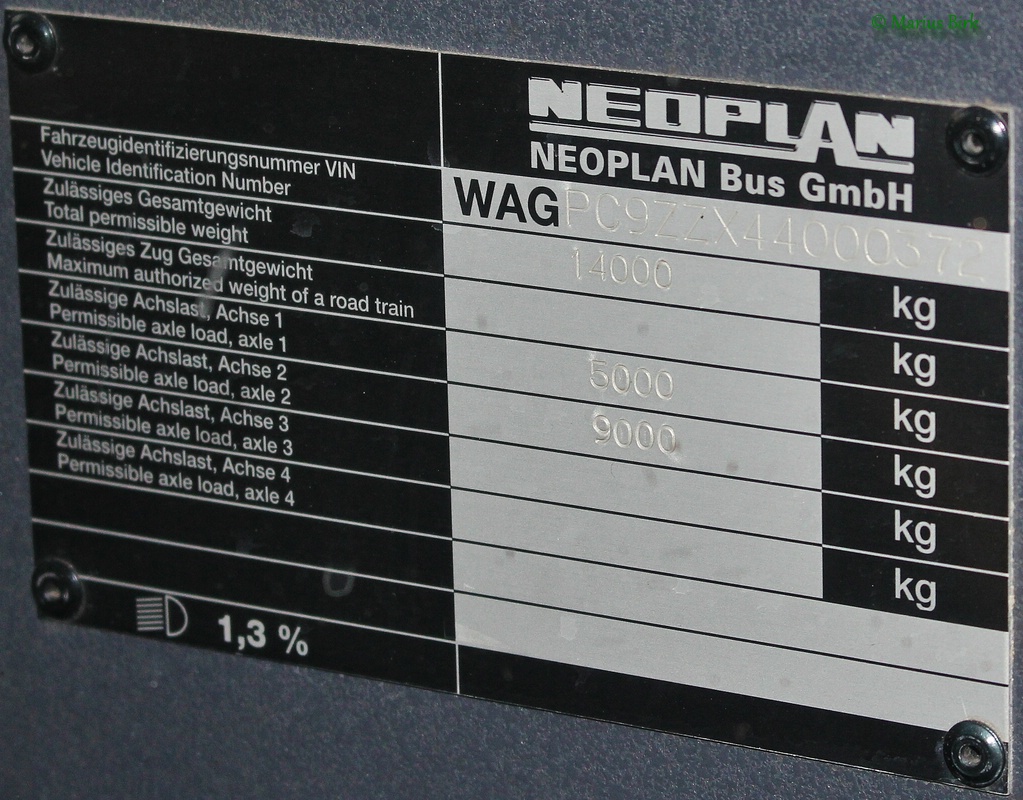 NEOPLAN
NEOPLAN Bus GmbH
Fahrzeugidentifizierungsnummer VIN
Vehicle Identification Number
WAGPC9ZZX44000372
Zulässiges Gesamtgewicht
Total permissible weight
14000 kg
Zulässiges Zug Gesamtgewicht
Maximum authorized weight of a road train
kg
Zulässige Achslast, Achse 1
Permissible axle load, axle 1
5000 kg
Zulässige Achslast, Achse 2
Permissible axle load, axle 2
9000 kg
Zulässige Achslast, Achse 3
Permissible axle load, axle 3
kg
Zulässige Achslast, Achse 4
Permissible axle load, axle 4
kg
1,3 %